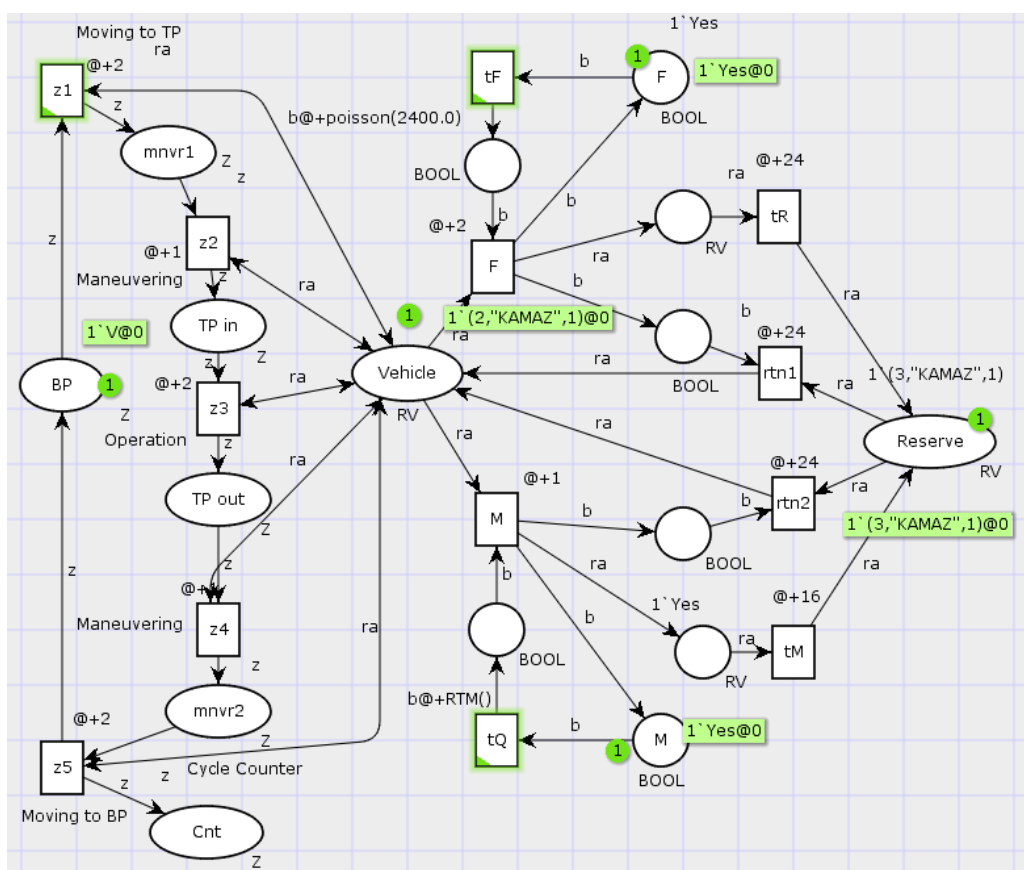 Moving to TP
ra
@+2
z1
z
mnvr1
Z
z
@+1
z2
Maneuvering
z
ra
TP in
Z
1`V@0
z
BP
1
Z
z
@+2
z3
ra
Operation
z
TP out
ra
Z
z
@+1
Maneuvering
z4
z
z
mnvr2
Z
ra
@+2
z5
z
z
Cycle Counter
Moving to BP
Cnt
Z
1`Yes
1
F
1`Yes@0
BOOL
b
tF
b@+poisson(2400.0)
BOOL
b
@+2
F
b
ra
b
RV
ra
@+24
tR
ra
1
1`(2,"KAMAZ",1)@0
ra
Vehicle
RV
BOOL
b
@+24
rtn1
ra
ra
1`(3,"KAMAZ",1)
1
Reserve
RV
ra
@+24
rtn2
ra
1`(3,"KAMAZ",1)@0
ra
@+1
M
b
b
BOOL
ra
b
1`Yes
RV
ra
@+16
tM
ra
b
BOOL
b@+RTM()
tQ
b
1
M
1`Yes@0
BOOL